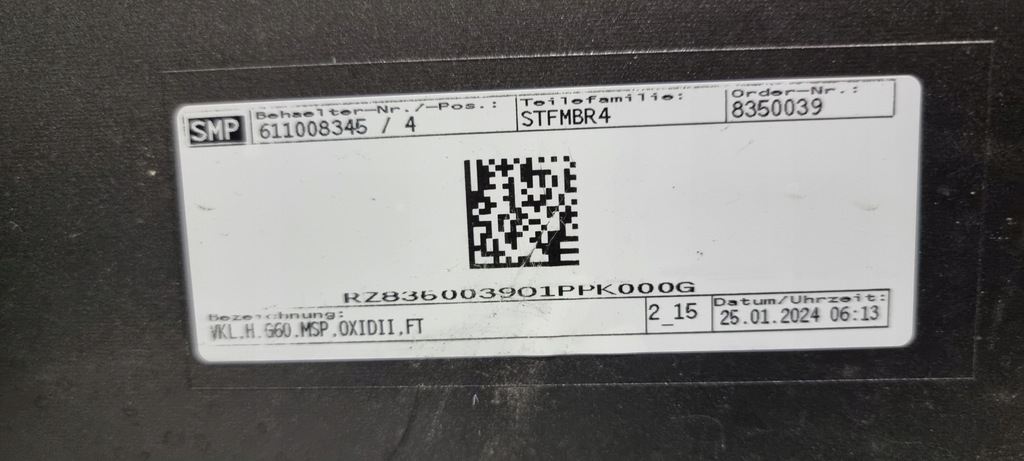 SMP
Behaelter-Nr./-Pos.:
611008345 / 4
Teilefamilie:
STFMBR4
Order-Nr.:
8350039
RZ835003901PPK000G
Bezeichnung:
VKL.H.G60.MSP.OXIDII.FT
2_15
Datum/Uhrzeit:
25.01.2024 06:13